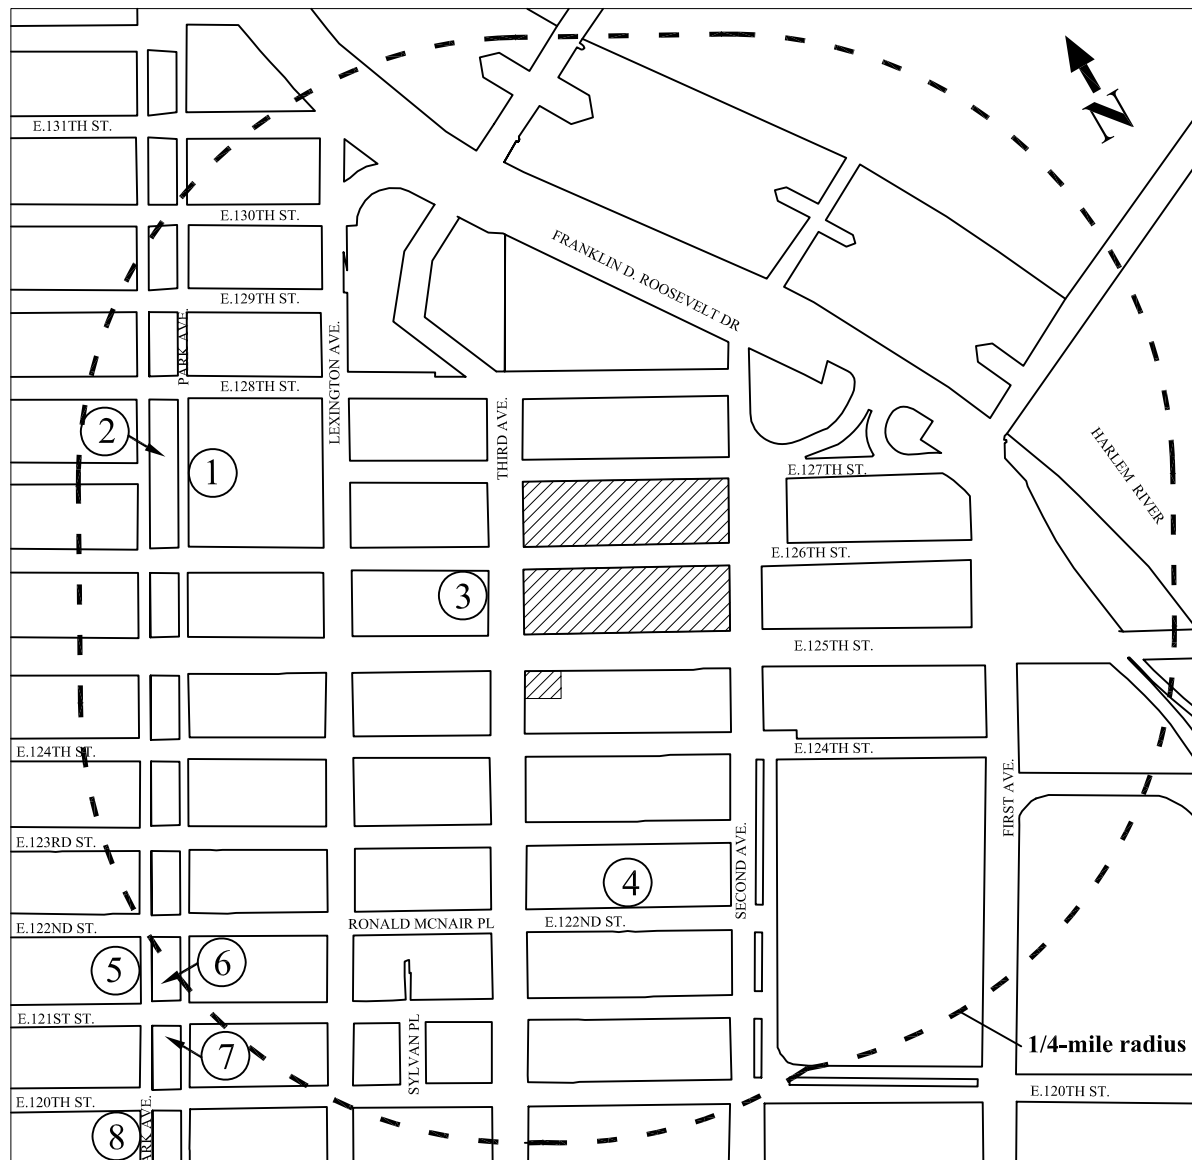 N
E.131TH ST.
E.130TH ST.
FRANKLIN D. ROOSEVELT DR
E.129TH ST.
PARK AVE.
LEXINGTON AVE.
E.128TH ST.
THIRD AVE.
2
1
HARLEM RIVER
E.127TH ST.
E.126TH ST.
3
E.125TH ST.
E.124TH ST.
E.124TH ST.
FIRST AVE.
E.123RD ST.
SECOND AVE.
4
E.122ND ST.
RONALD MCNAIR PL
E.122ND ST.
5
6
E.121ST ST.
SYLVAN PL
7
1/4-mile radius
E.120TH ST.
E.120TH ST.
PARK AVE.
8